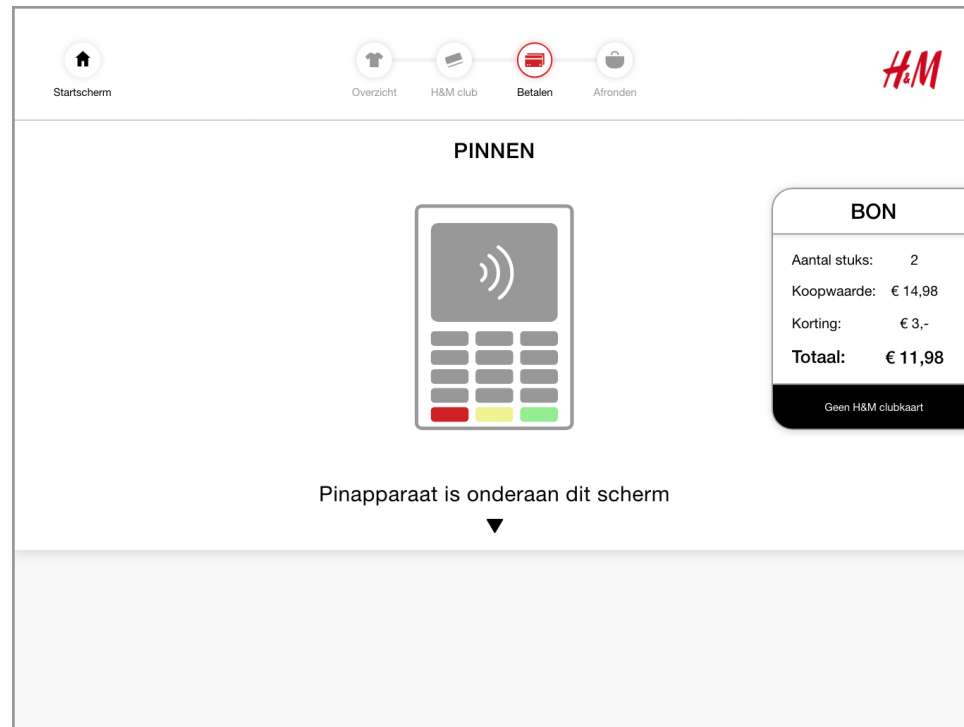 Startscherm
Overzicht
H&M club
Betalen
Afronden
H&M
PINNEN
BON
Aantal stuks: 2
Koopwaarde: € 14,98
Korting: € 3,-
Totaal: € 11,98
Geen H&M clubkaart
Pinapparaat is onderaan dit scherm